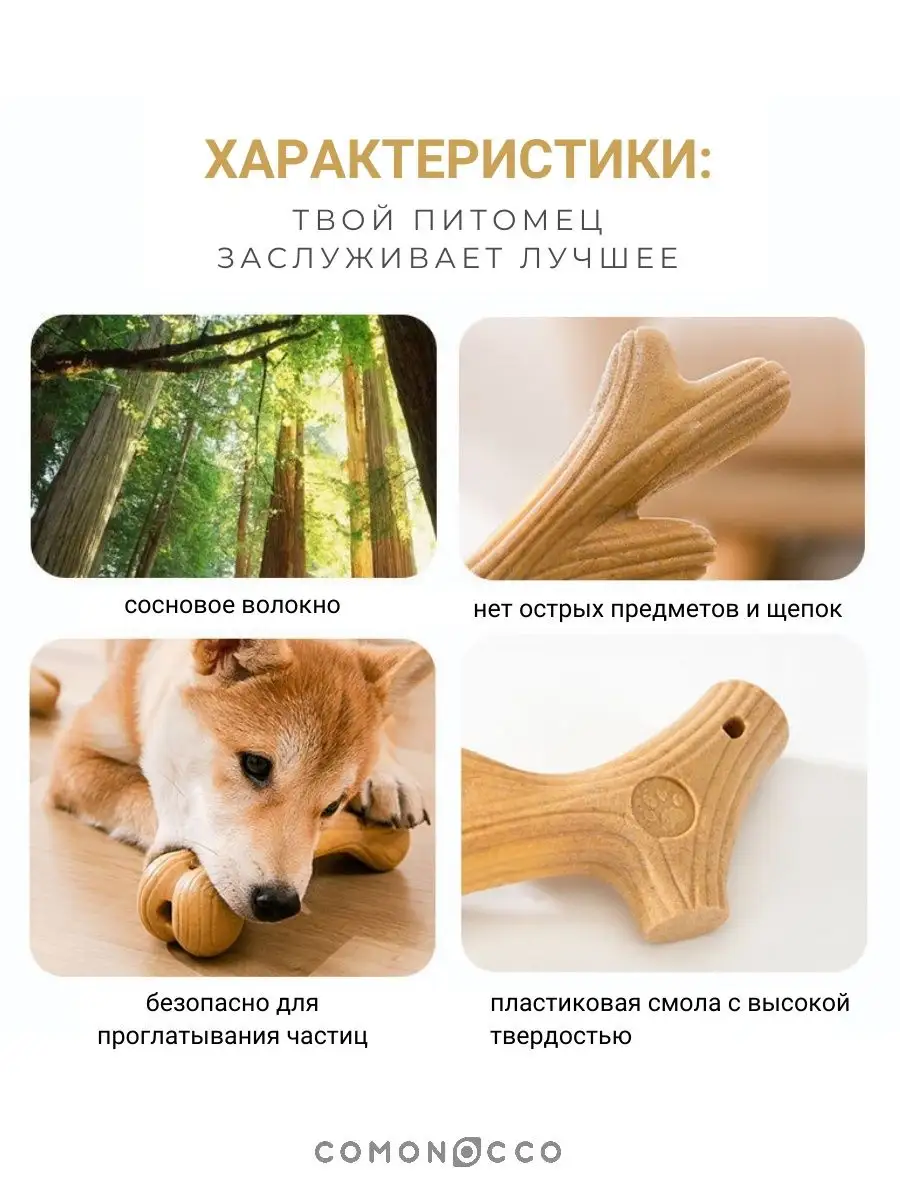 ХАРАКТЕРИСТИКИ:
ТВОЙ ПИТОМЕЦ
ЗАСЛУЖИВАЕТ ЛУЧШЕЕ
сосновое волокно
нет острых предметов и щепок
безопасно для
проглатывания частиц
пластиковая смола с высокой
твердостью
COMONOCCO